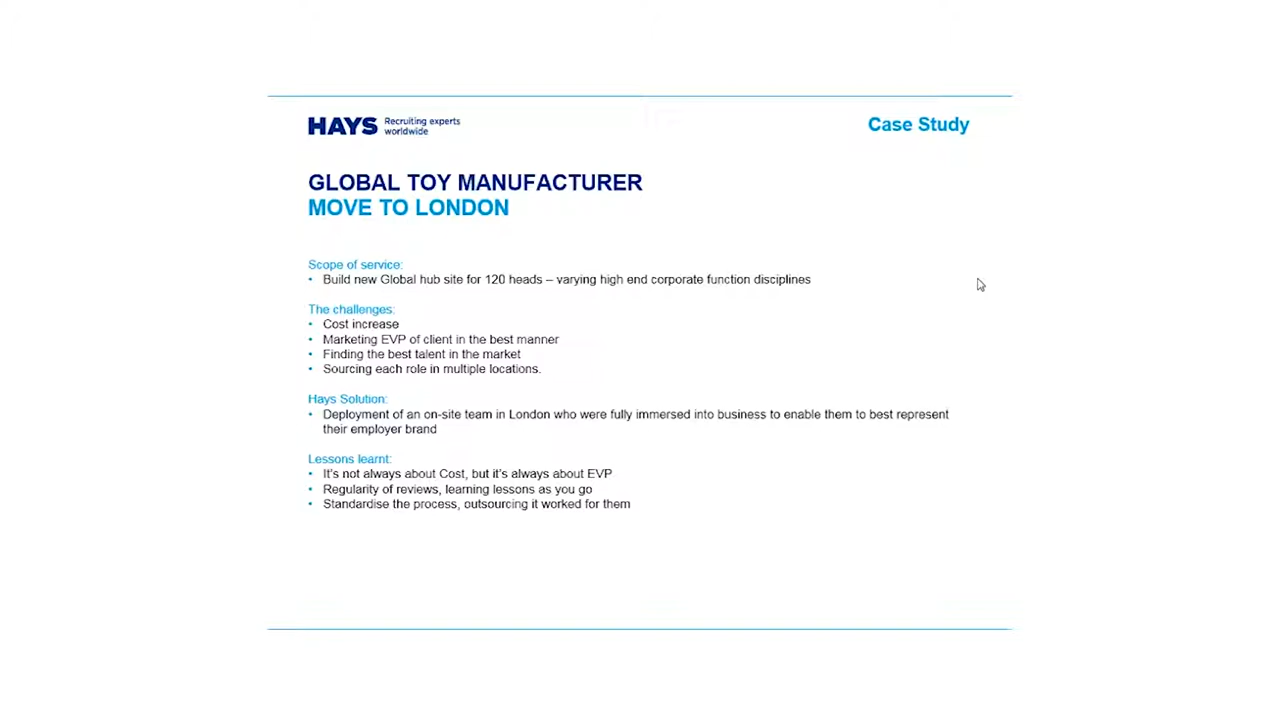 HAYS Recruiting experts
worldwide
Case Study
GLOBAL TOY MANUFACTURER
MOVE TO LONDON
Scope of service:
• Build new Global hub site for 120 heads – varying high end corporate function disciplines
The challenges:
• Cost increase
• Marketing EVP of client in the best manner
• Finding the best talent in the market
• Sourcing each role in multiple locations.
Hays Solution:
• Deployment of an on-site team in London who were fully immersed into business to enable them to best represent
their employer brand
Lessons learnt:
• It's not always about Cost, but it's always about EVP
• Regularity of reviews, learning lessons as you go
• Standardise the process, outsourcing it worked for them